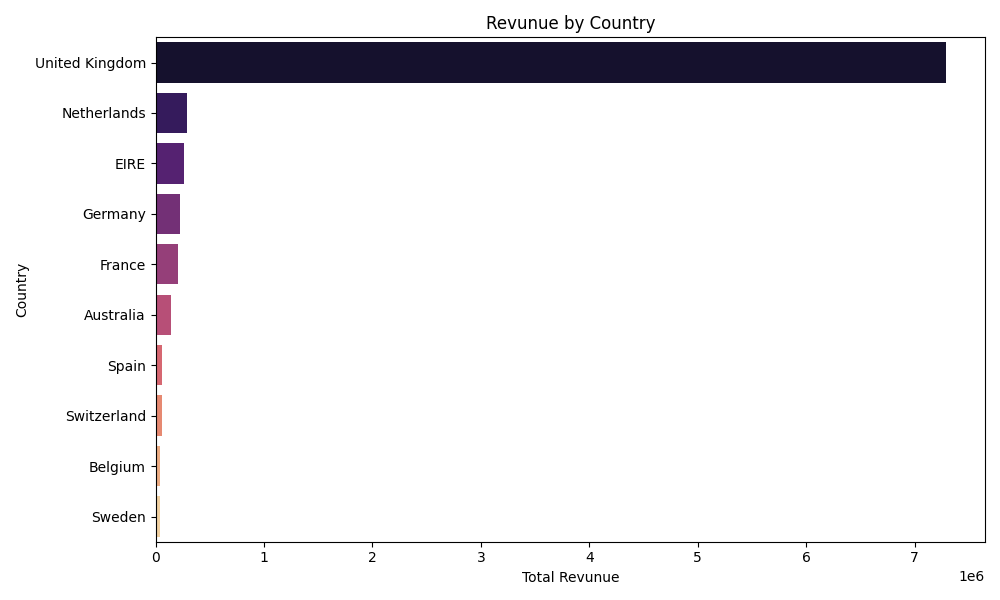 Revunue by Country
Country
United Kingdom
Netherlands
EIRE
Germany
France
Australia
Spain
Switzerland
Belgium
Sweden
0 1 2 3 4 5 6 7
1e6
Total Revunue